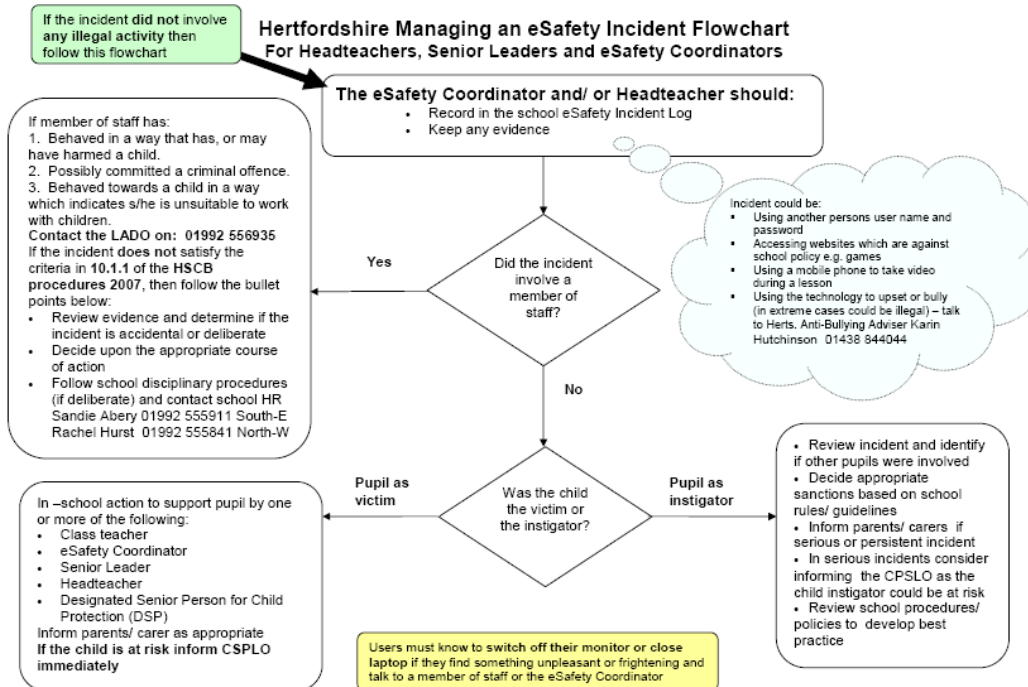 If the incident did not involve
any illegal activity then
follow this flowchart
Hertfordshire Managing an eSafety Incident Flowchart
For Headteachers, Senior Leaders and eSafety Coordinators
The eSafety Coordinator and/ or Headteacher should:
• Record in the school eSafety Incident Log
• Keep any evidence
If member of staff has:
1. Behaved in a way that has, or may
have harmed a child.
2. Possibly committed a criminal offence.
3. Behaved towards a child in a way
which indicates s/he is unsuitable to work
with children.
Contact the LADO on: 01992 556935
If the incident does not satisfy the
criteria in 10.1.1 of the HSCB
procedures 2007, then follow the bullet
points below:
• Review evidence and determine if the
incident is accidental or deliberate
• Decide upon the appropriate course
of action
• Follow school disciplinary procedures
(if deliberate) and contact school HR
Sandie Abery 01992 555911 South-E
Rachel Hurst 01992 555841 North-W
Yes
Did the incident
involve a
member of
staff?
Incident could be:
▪ Using another persons user name and
password
▪ Accessing websites which are against
school policy e.g. games
▪ Using a mobile phone to take video
during a lesson
▪ Using the technology to upset or bully
(in extreme cases could be illegal) – talk
to Herts. Anti-Bullying Adviser Karin
Hutchinson 01438 844044
No
In –school action to support pupil by one
or more of the following:
• Class teacher
• eSafety Coordinator
• Senior Leader
• Headteacher
• Designated Senior Person for Child
Protection (DSP)
Inform parents/ carer as appropriate
If the child is at risk inform CSPLO
immediately
Pupil as
victim
Was the child
the victim or
the instigator?
Pupil as
instigator
• Review incident and identify
if other pupils were involved
• Decide appropriate
sanctions based on school
rules/ guidelines
• Inform parents/ carers if
serious or persistent incident
• In serious incidents consider
informing the CPSLO as the
child instigator could be at risk
• Review school procedures/
policies to develop best
practice
Users must know to switch off their monitor or close
laptop if they find something unpleasant or frightening and
talk to a member of staff or the eSafety Coordinator